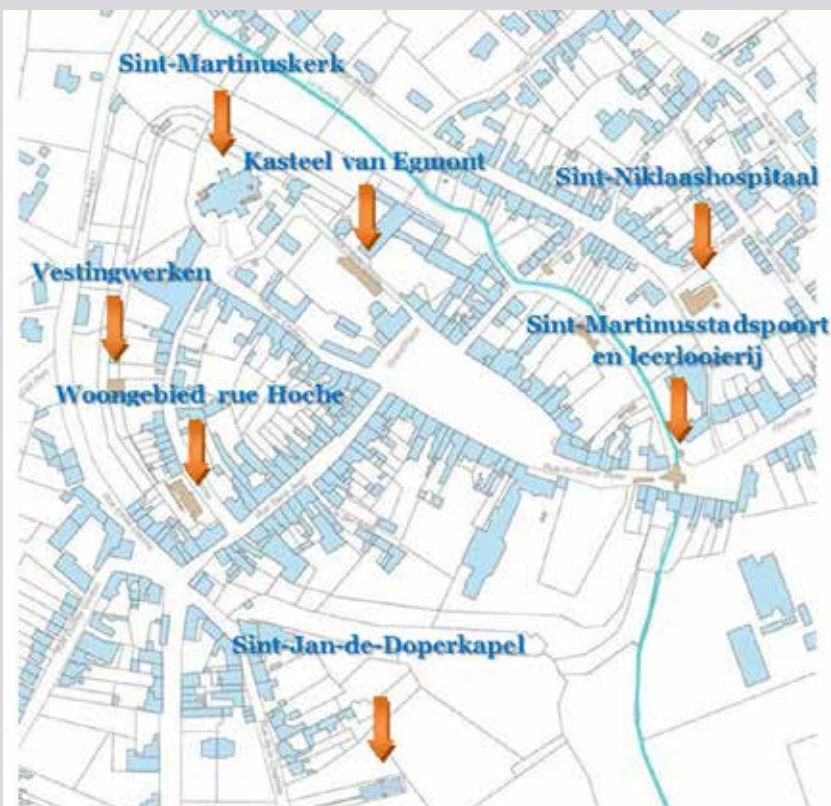 Sint-Martinuskerk
Kasteel van Egmont
Sint-Niklaashospitaal
Vestingwerken
Sint-Martinusstadspoort
en leerlooierij
Woongebied rue Hoche
Sint-Jan-de-Doperkapel